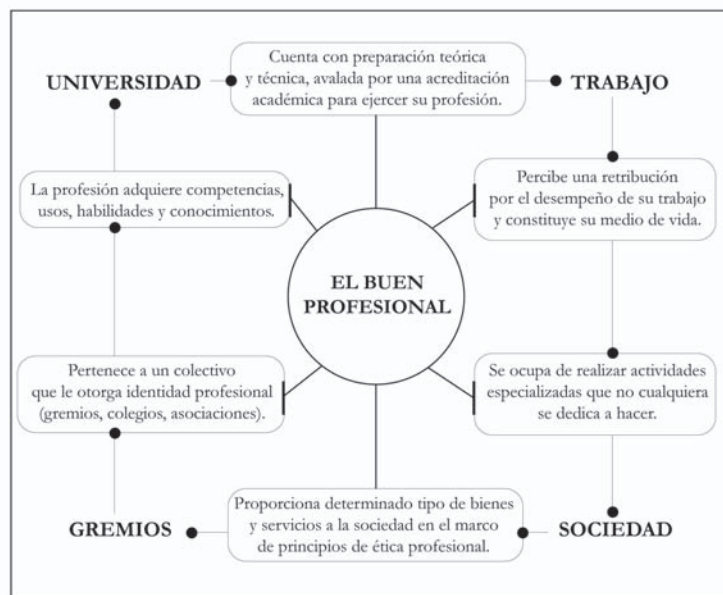 Cuenta con preparación teórica
y técnica, avalada por una acreditación
académica para ejercer su profesión.
UNIVERSIDAD
TRABAJO
La profesión adquiere competencias,
usos, habilidades y conocimientos.
Percibe una retribución
por el desempeño de su trabajo
y constituye su medio de vida.
EL BUEN
PROFESIONAL
Pertenece a un colectivo
que le otorga identidad profesional
(gremios, colegios, asociaciones).
Se ocupa de realizar actividades
especializadas que no cualquiera
se dedica a hacer.
GREMIOS
Proporciona determinado tipo de bienes
y servicios a la sociedad en el marco
de principios de ética profesional.
SOCIEDAD